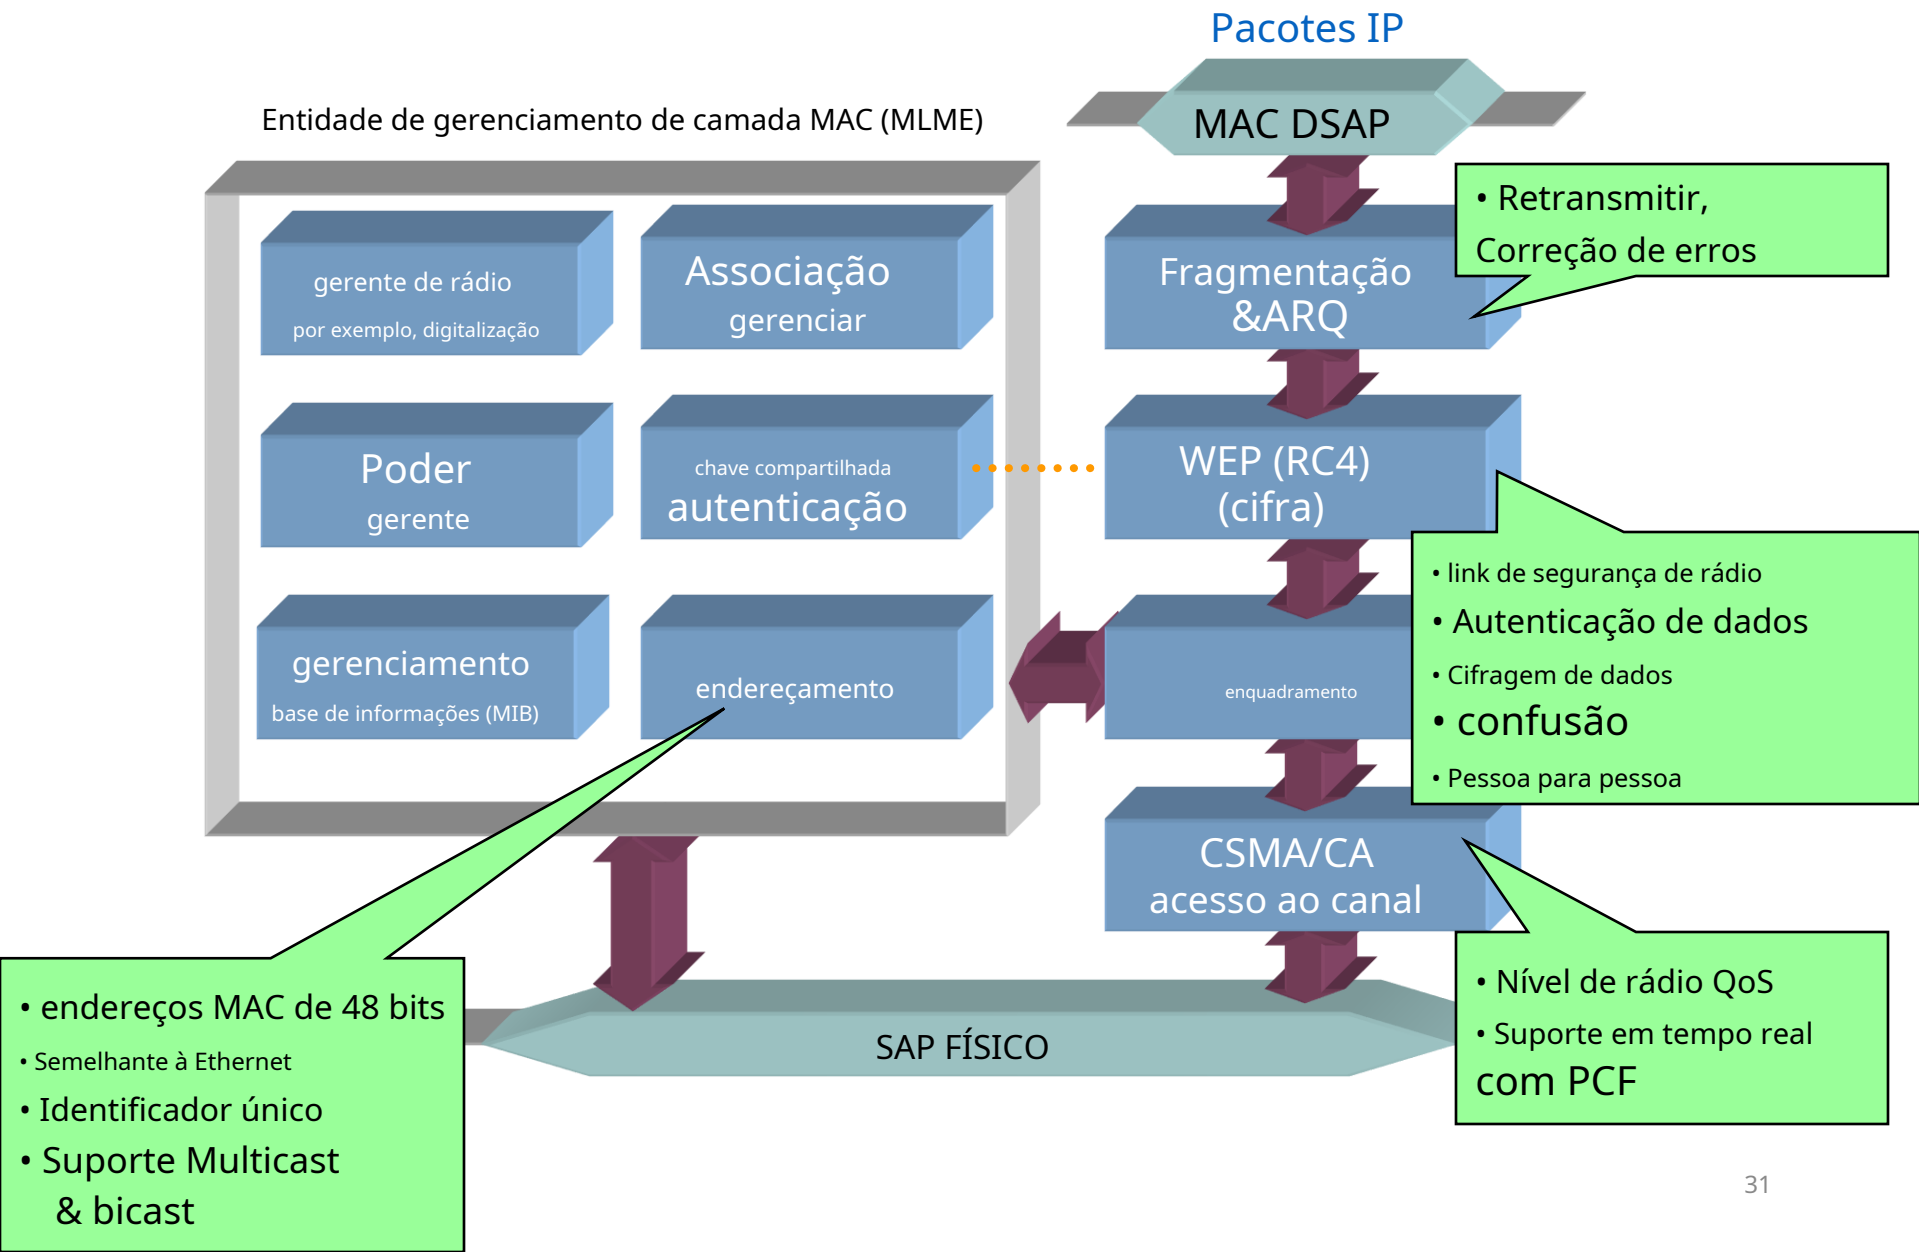 Pacotes IP
MAC DSAP
Entidade de gerenciamento de camada MAC (MLME)
gerente de rádio
por exemplo, digitalização
Associação
gerenciar
Poder
gerente
chave compartilhada
autenticação
gerenciamento
base de informações (MIB)
endereçamento
Fragmentação
&ARQ
• Retransmitir,
Correção de erros
WEP (RC4)
(cifra)
• link de segurança de rádio
• Autenticação de dados
• Cifragem de dados
• confusão
• Pessoa para pessoa
enquadramento
CSMA/CA
acesso ao canal
• Nível de rádio QoS
• Suporte em tempo real
com PCF
• endereços MAC de 48 bits
• Semelhante à Ethernet
• Identificador único
• Suporte Multicast
& bicast
SAP FÍSICO
31